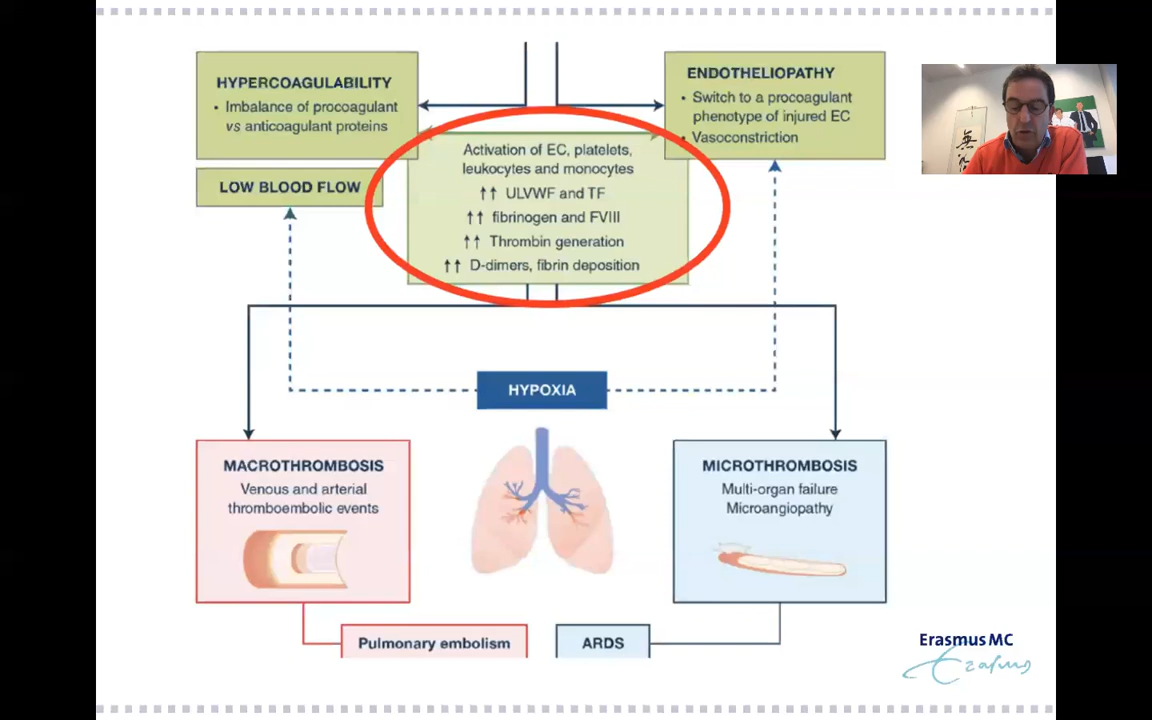 HYPERCOAGULABILITY
• Imbalance of procoagulant
vs anticoagulant proteins
LOW BLOOD FLOW
Activation of EC, platelets,
leukocytes and monocytes
↑↑ ULVWF and TF
↑↑ fibrinogen and FVIII
↑↑ Thrombin generation
↑↑ D-dimers, fibrin deposition
ENDOTHELIOPATHY
• Switch to a procoagulant
phenotype of injured EC
• Vasoconstriction
HYPOXIA
MACROTHROMBOSIS
Venous and arterial
thromboembolic events
MICROTHROMBOSIS
Multi-organ failure
Microangiopathy
Pulmonary embolism
ARDS
Erasmus MC
Erasmus